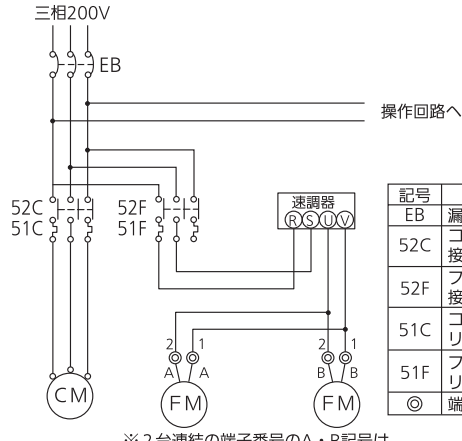 三相200V
EB
操作回路へ
52C
51C
52F
51F
速調器
R S U V
2 1 2 1
A A B B
CM
FM
FM
記号
EB 漏
52C コ
接
52F フ
接
51C コ
リ
51F フ
リ
◎ 端
※2台連結の端子番号のA・B記号は